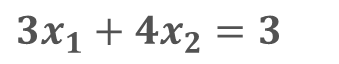 3x₁ + 4x₂ = 3